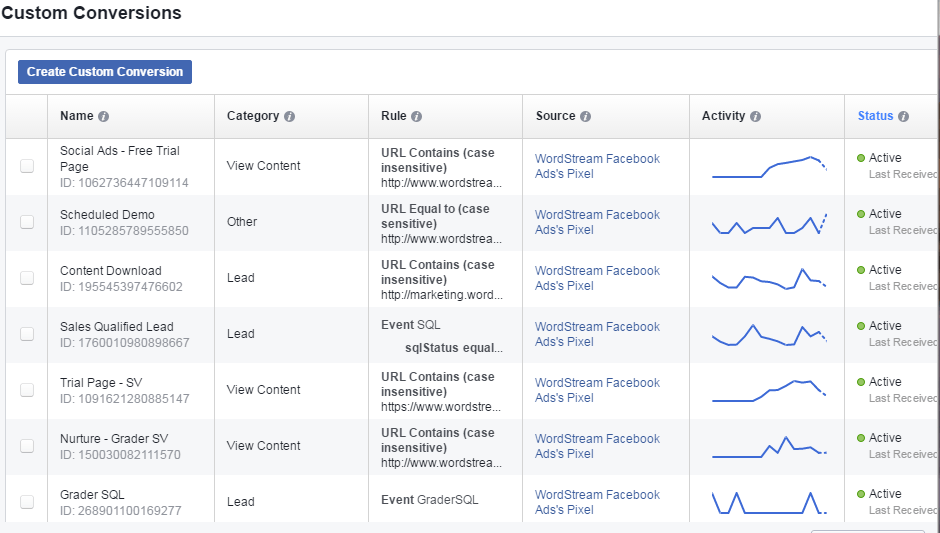 Custom Conversions
Create Custom Conversion
Name Category Rule Source Activity Status
Social Ads - Free Trial
Page
ID: 1062736447109114
View Content
URL Contains (case
insensitive)
http://www.wordstrea...
WordStream Facebook
Ads's Pixel
Active
Last Received
Scheduled Demo
ID: 1105285789555850
Other
URL Equal to (case
sensitive)
http://www.wordstrea...
WordStream Facebook
Ads's Pixel
Active
Last Received
Content Download
ID: 195545397476602
Lead
URL Contains (case
insensitive)
http://marketing.word...
WordStream Facebook
Ads's Pixel
Active
Last Received
Sales Qualified Lead
ID: 1760010980898667
Lead
Event SQL
sqlStatus equal...
WordStream Facebook
Ads's Pixel
Active
Last Received
Trial Page - SV
ID: 1091621280885147
View Content
URL Contains (case
insensitive)
https://www.wordstre...
WordStream Facebook
Ads's Pixel
Active
Last Received
Nurture - Grader SV
ID: 150030082111570
View Content
URL Contains (case
insensitive)
http://www.wordstrea...
WordStream Facebook
Ads's Pixel
Active
Last Received
Grader SQL
ID: 268901100169277
Lead
Event GraderSQL
WordStream Facebook
Ads's Pixel
Active
Last Received